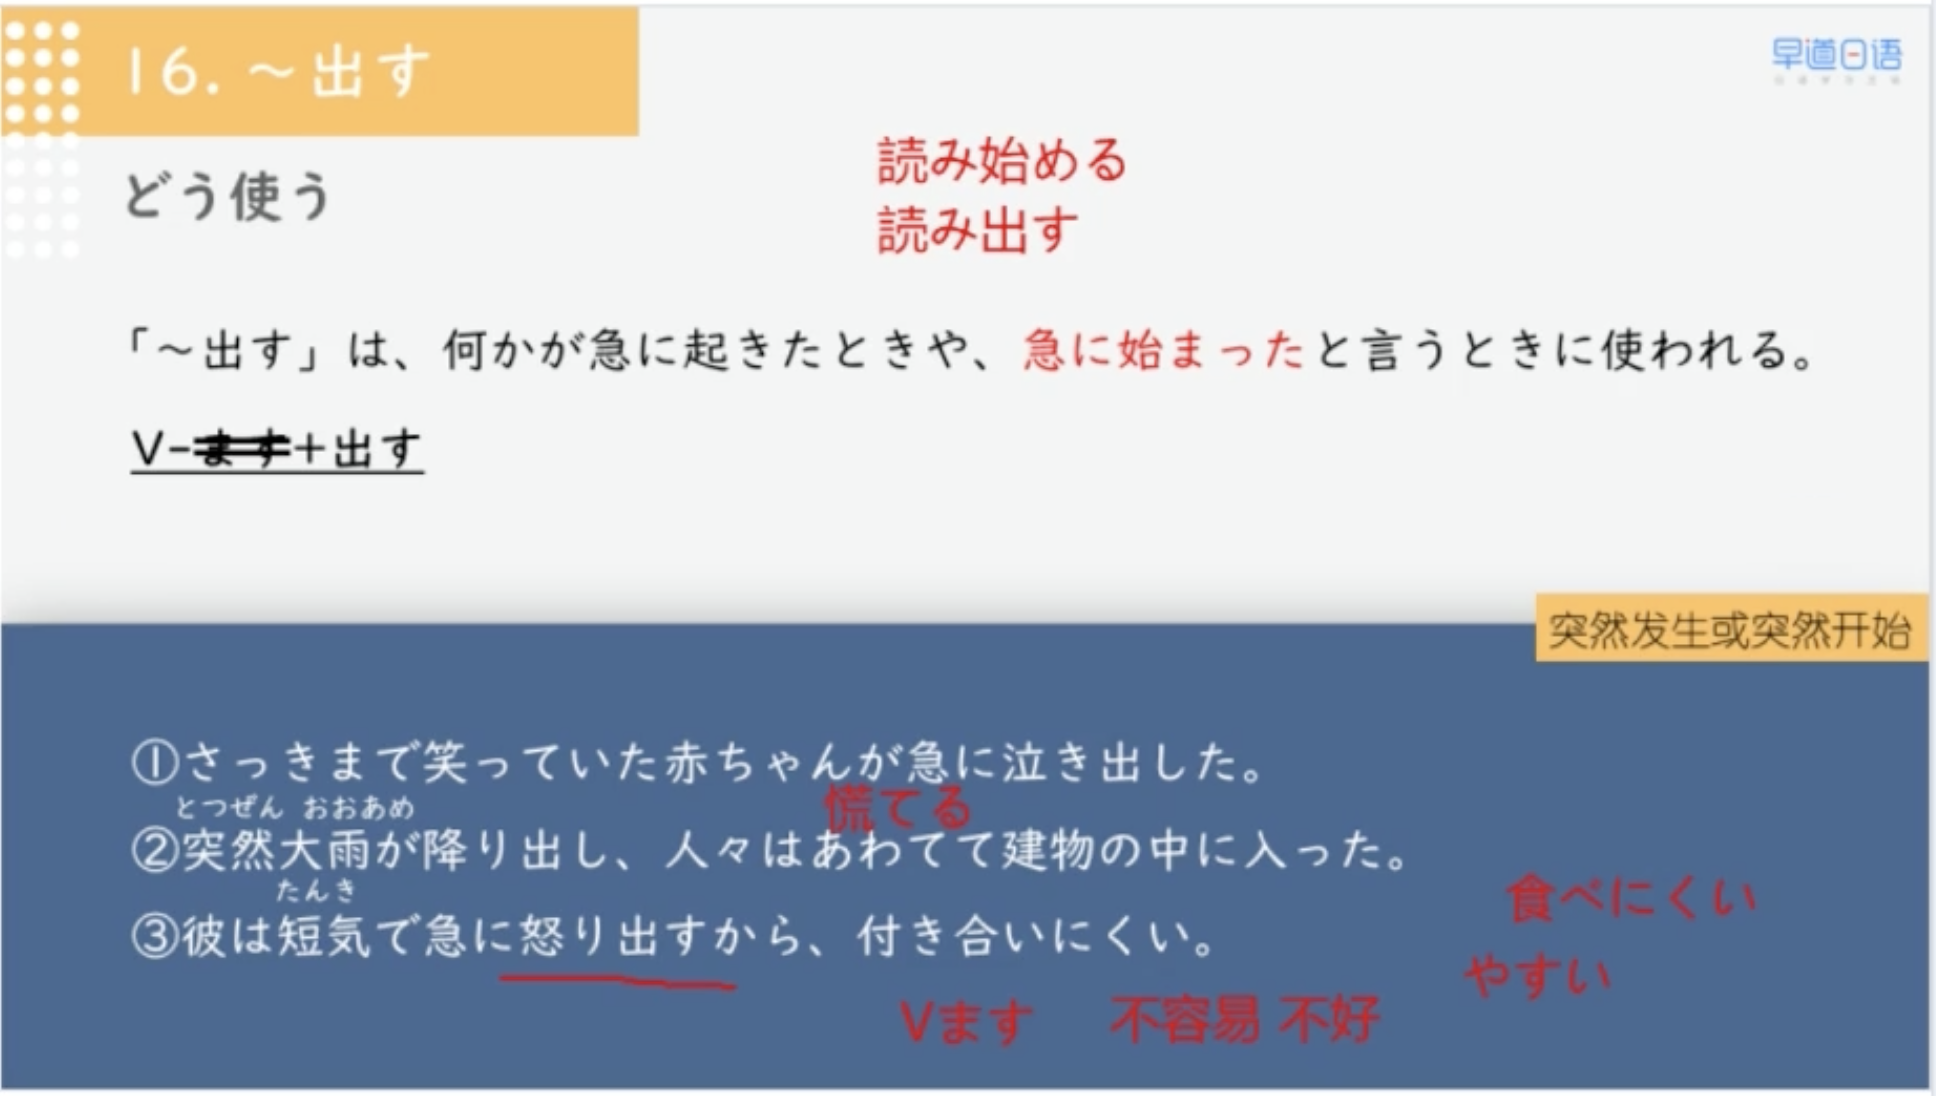 16.～出す
早道日语
どう使う
読み始める
読み出す
「～出す」は、何かが急に起きたときや、急に始まったと言うときに使われる。
V-ます+出す
突然发生或突然开始
①さっきまで笑っていた赤ちゃんが急に泣き出した。
慌てる
とつぜん おおあめ
②突然大雨が降り出し、人々はあわてて建物の中に入った。
たんき
③彼は短気で急に怒り出すから、付き合いにくい。
食べにくい
やすい
Vます 不容易 不好